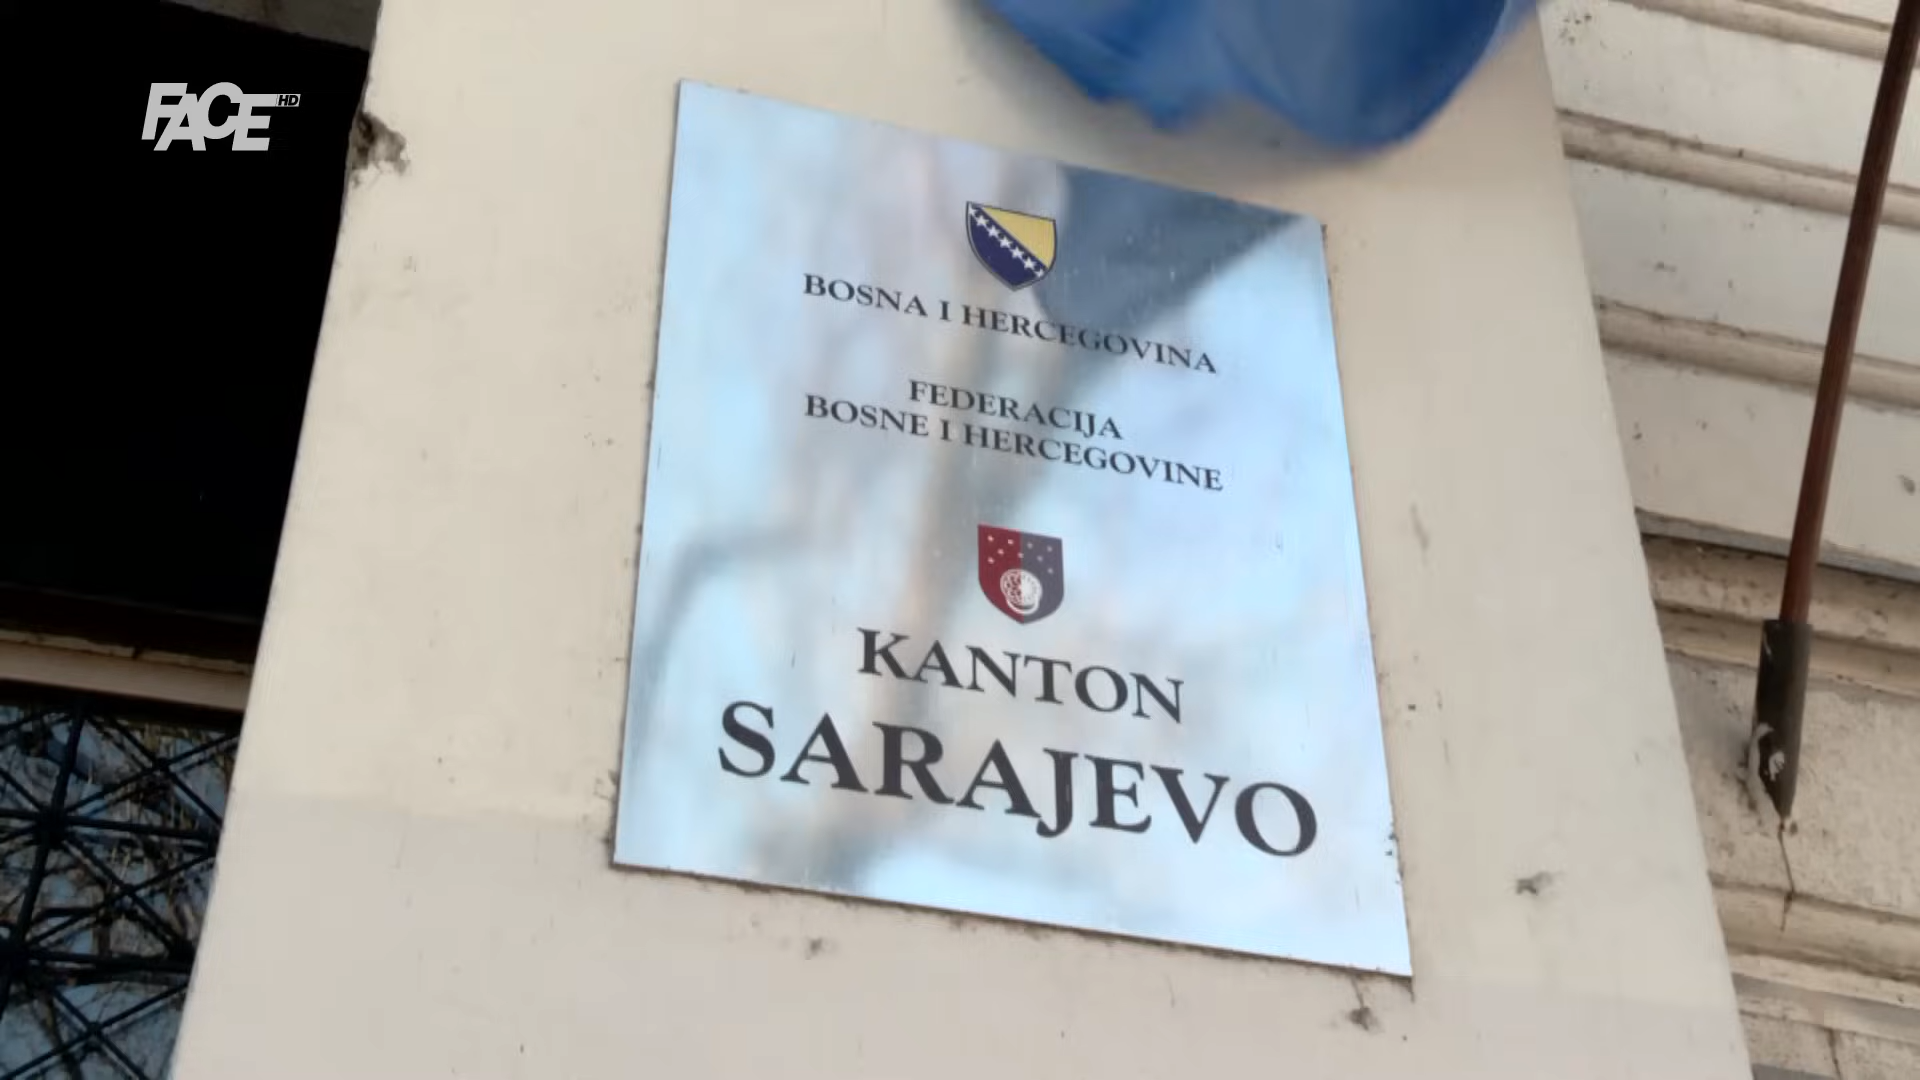 FACE HD
BOSNA I HERCEGOVINA
FEDERACIJA
BOSNE I HERCEGOVINE
KANTON
SARAJEVO